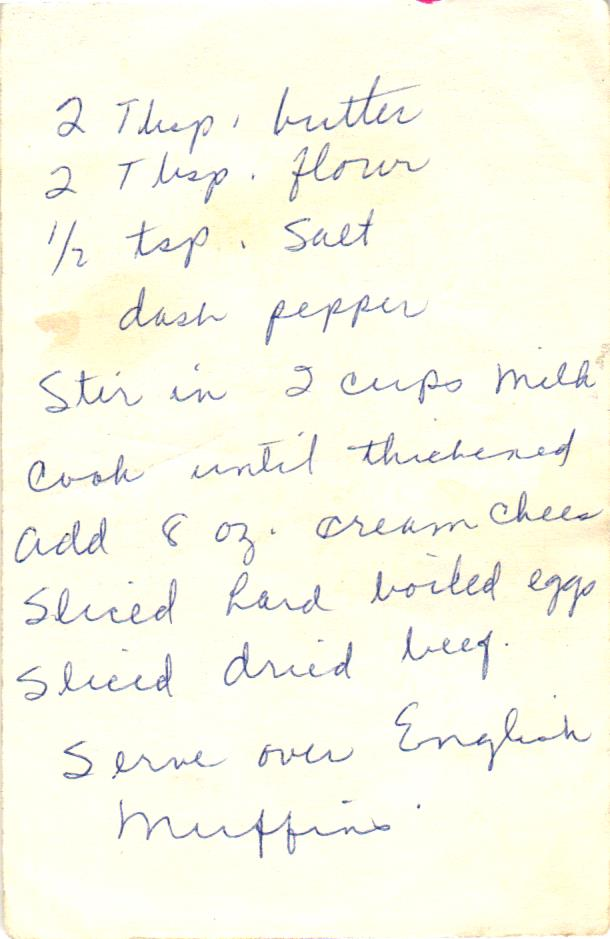 2 Tbsp. butter
2 Tbsp. flour
1/2 tsp. Salt
dash pepper
Stir in 2 cups milk
Cook until thickened
add 8 oz. cream chees
Sliced hard boiled eggs
Sliced dried beef.
Serve over English
Muffins.